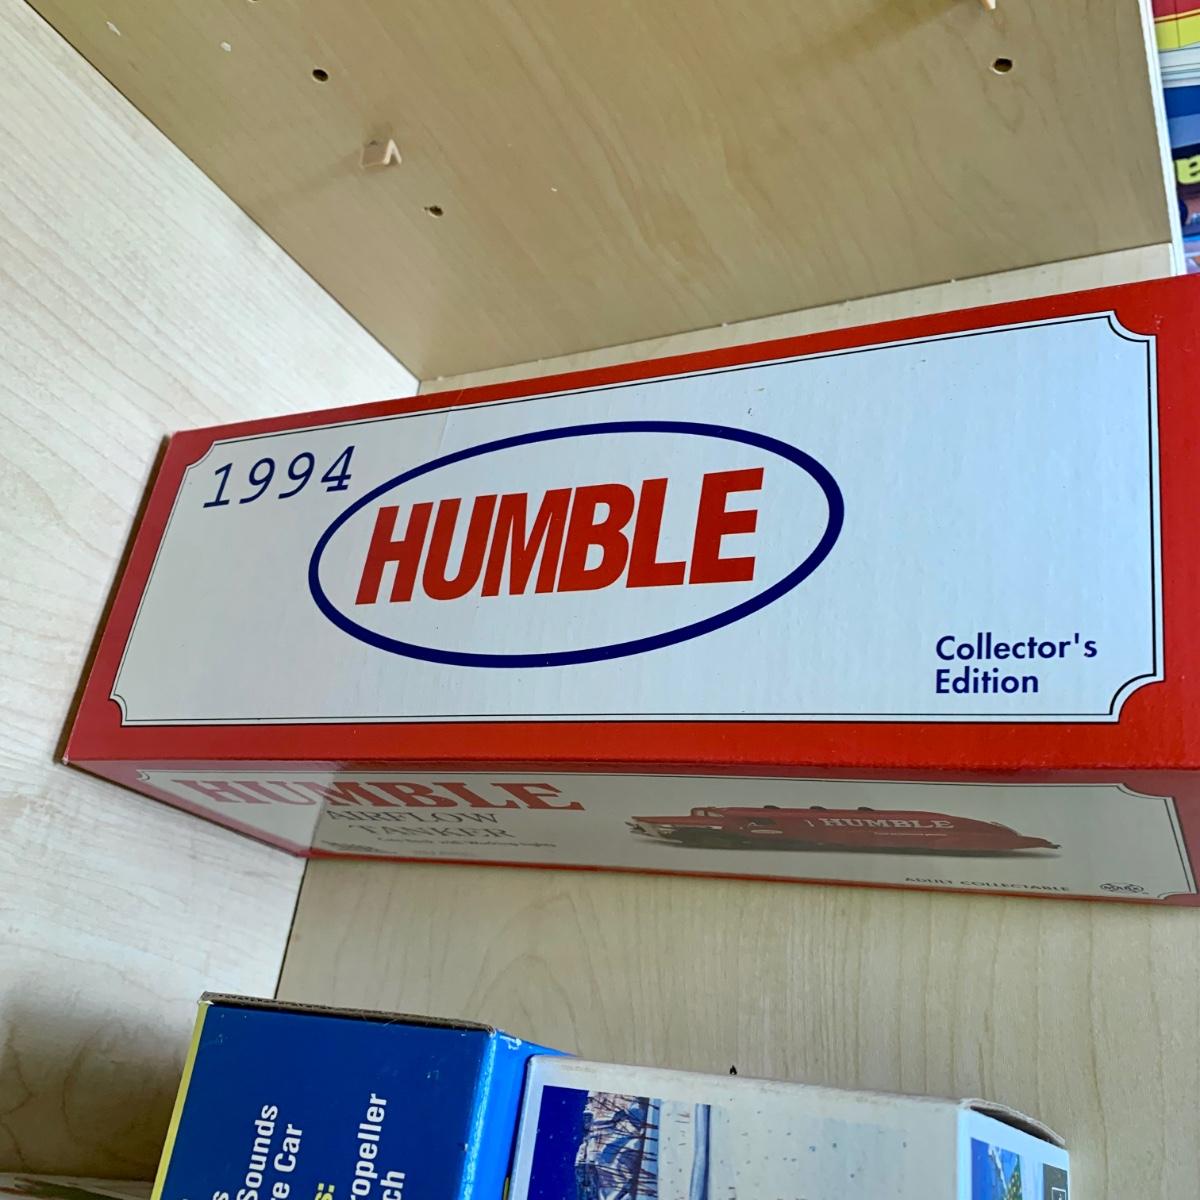 1994
HUMBLE
Collector's
Edition
HUMBLE
AIRFLOW
TANKER
HUMBLE
ADULT COLLECTABLE
Sounds
Car
ropeller
ch